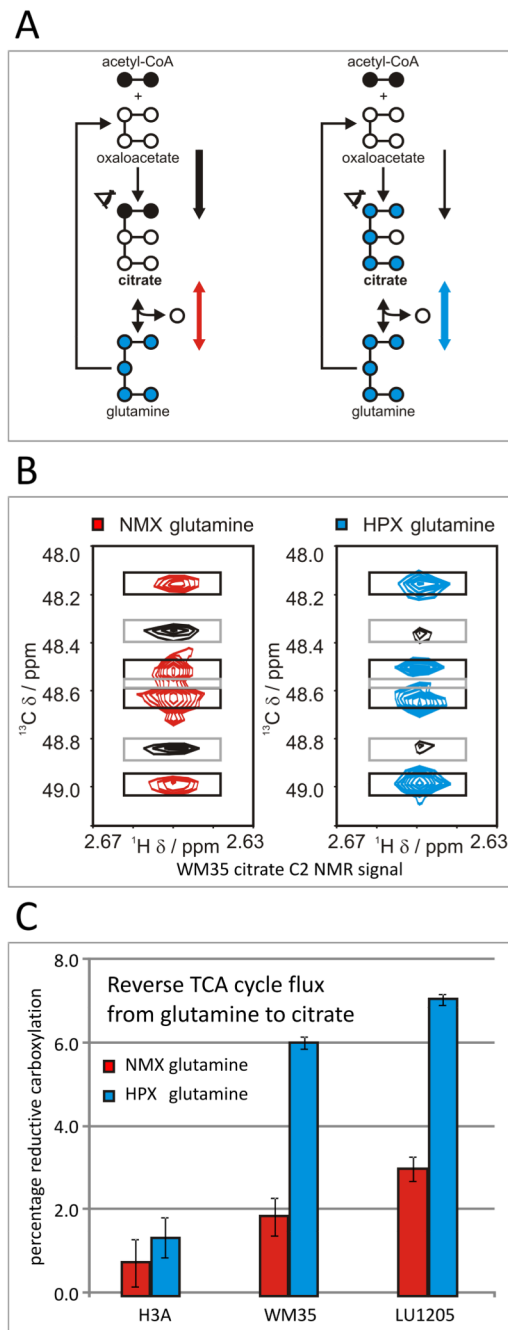 A
acetyl-CoA
+
oxaloacetate
citrate
glutamine
acetyl-CoA
+
oxaloacetate
citrate
glutamine
B
NMX glutamine
HPX glutamine
48.0
48.2
48.4
48.6
48.8
49.0
¹³C δ / ppm
2.67 ¹H δ / ppm 2.63
48.0
48.2
48.4
48.6
48.8
49.0
¹³C δ / ppm
2.67 ¹H δ / ppm 2.63
WM35 citrate C2 NMR signal
C
8.0
6.0
4.0
2.0
0.0
percentage reductive carboxylation
Reverse TCA cycle flux
from glutamine to citrate
NMX glutamine
HPX glutamine
H3A WM35 LU1205